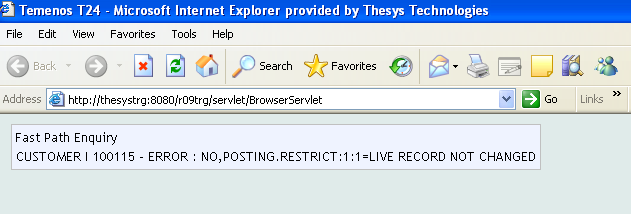 Temenos T24 - Microsoft Internet Explorer provided by Thesys Technologies
File Edit View Favorites Tools Help
Back Search Favorites
Address http://thesystrg:8080/r09trg/servlet/BrowserServlet Go Links »
Fast Path Enquiry
CUSTOMER I 100115 - ERROR : NO,POSTING.RESTRICT:1:1=LIVE RECORD NOT CHANGED